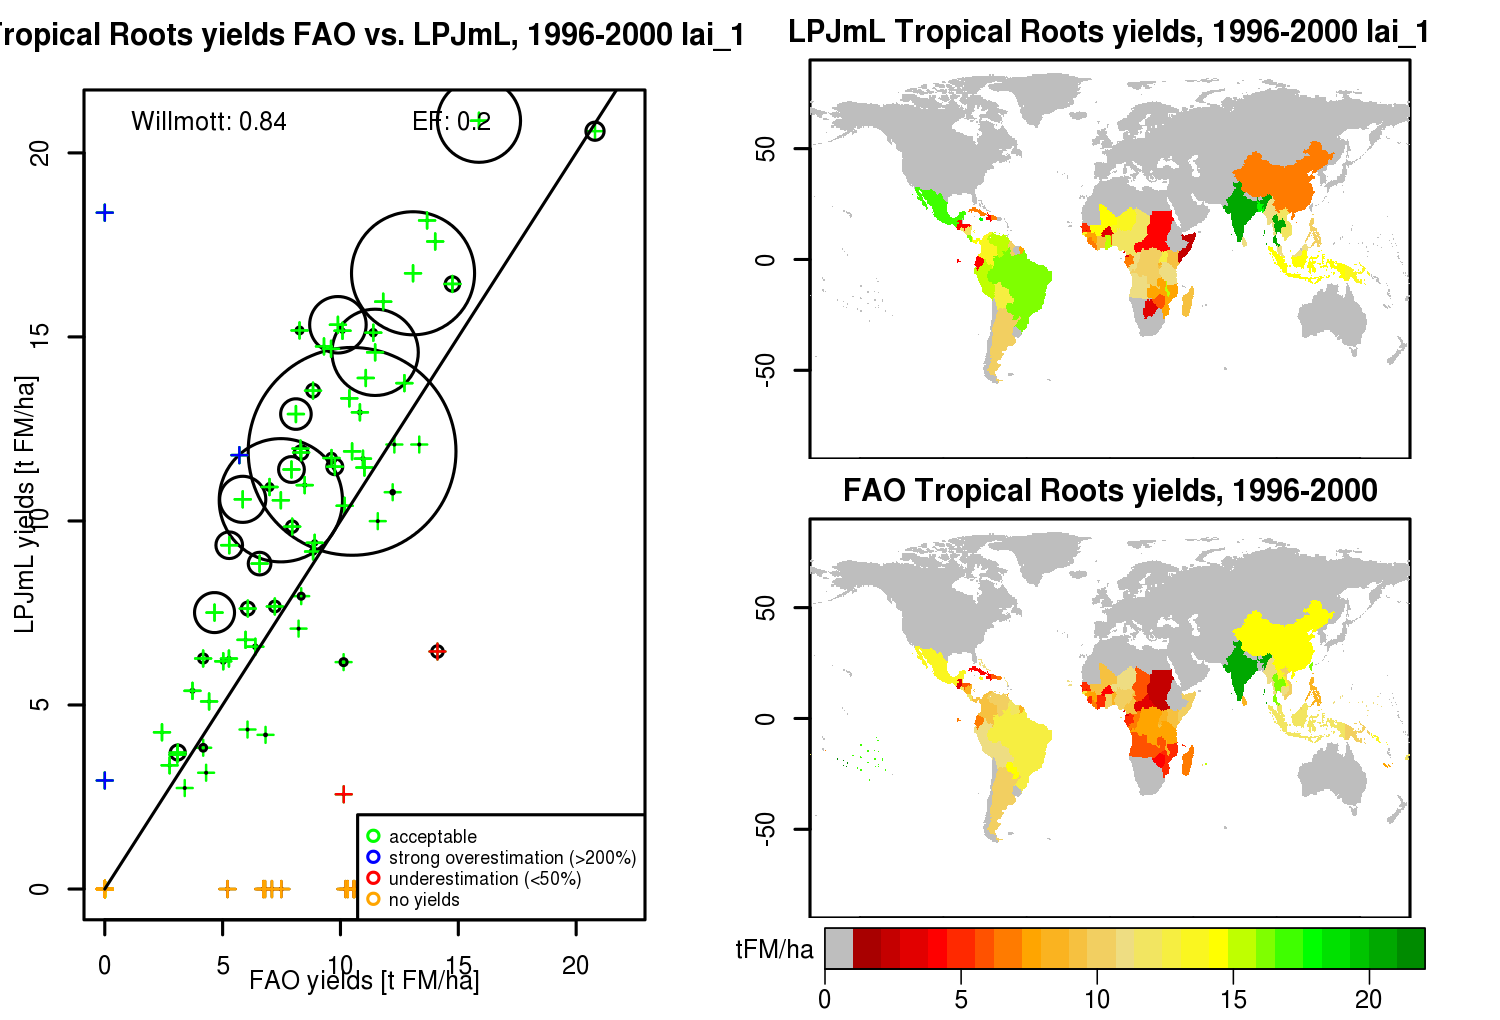 Tropical Roots yields FAO vs. LPJmL, 1996-2000 lai_1
Willmott: 0.84
EF: 0.2
LPJmL yields [t FM/ha]
0
5
10
15
20
0
5
10
15
20
FAO yields [t FM/ha]
acceptable
strong overestimation (>200%)
underestimation (<50%)
no yields
LPJmL Tropical Roots yields, 1996-2000 lai_1
50
0
-50
FAO Tropical Roots yields, 1996-2000
50
0
-50
tFM/ha
0
5
10
15
20